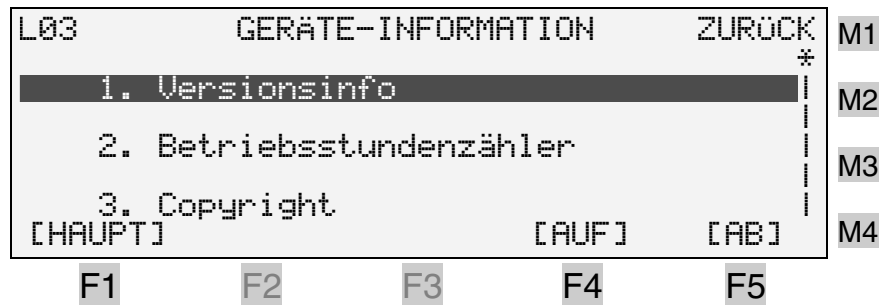 L03 GERÄTE-INFORMATION ZURÜCK M1
*
1. Versionsinfo
M2
2. Betriebsstundenzähler
M3
3. Copyright
[HAUPT] [AUF] [AB] M4
F1 F2 F3 F4 F5